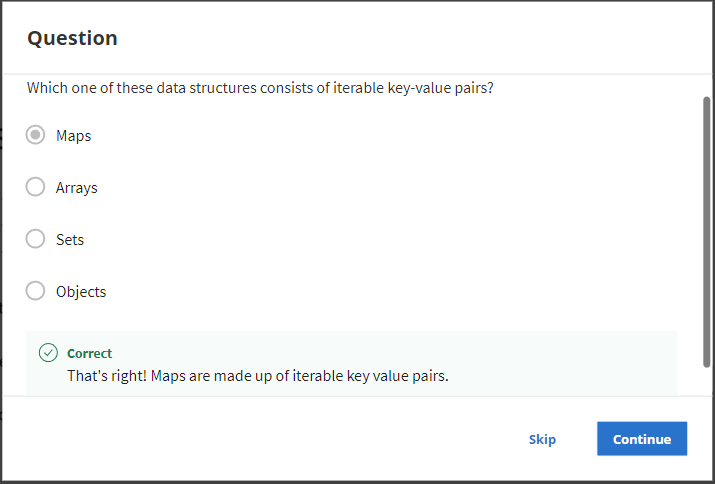 Question
Which one of these data structures consists of iterable key-value pairs?
Maps
Arrays
Sets
Objects
Correct
That's right! Maps are made up of iterable key value pairs.
Skip
Continue